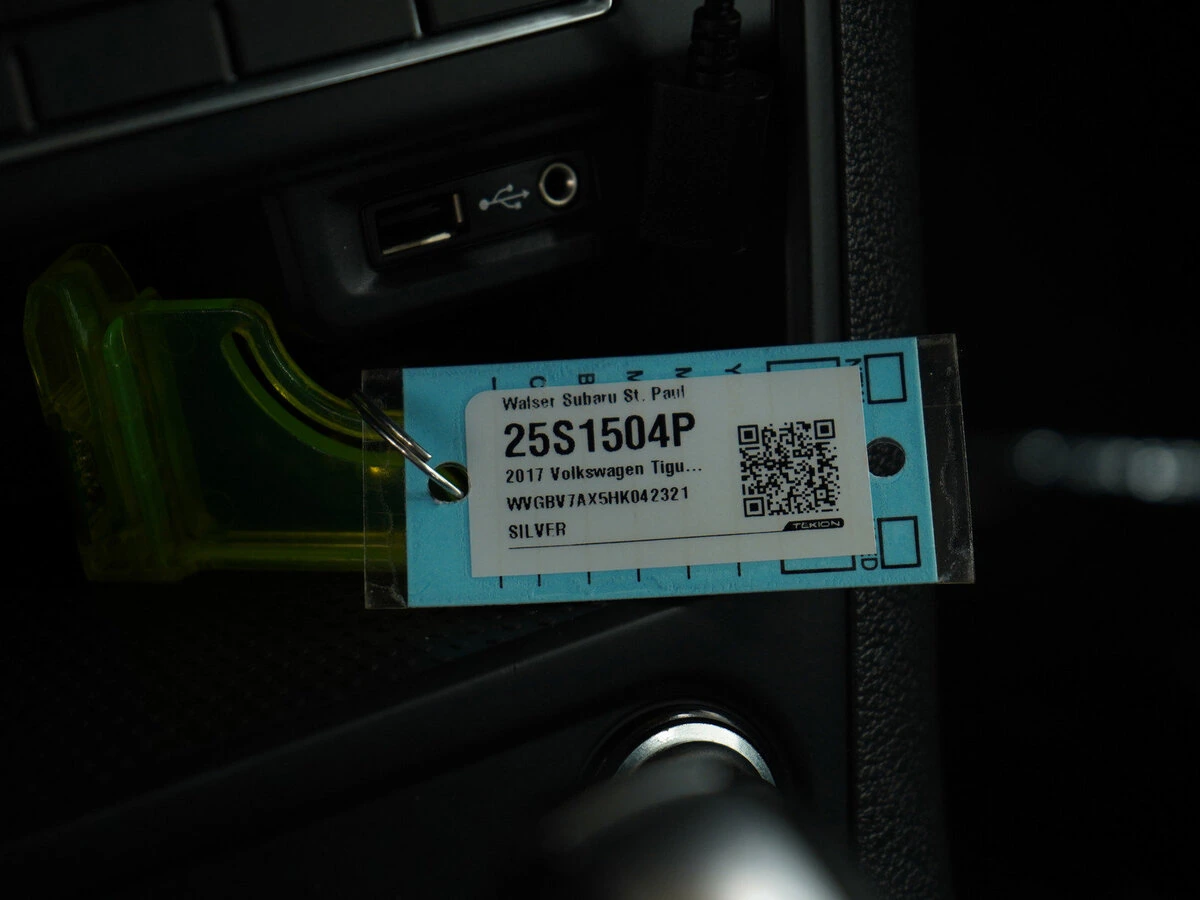 Walser Subaru St. Paul
25S1504P
2017 Volkswagen Tigu...
WVGBV7AX5HK042321
SILVER
TEKION